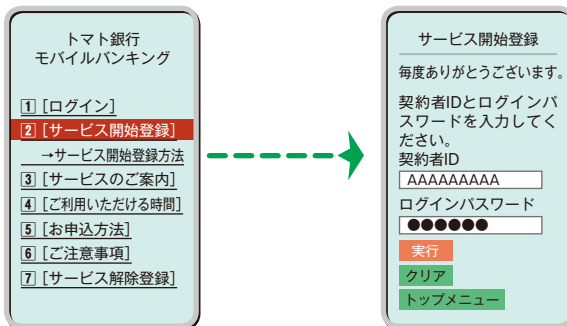 トマト銀行
モバイルバンキング
1 [ログイン]
2 [サービス開始登録]
→サービス開始登録方法
3 [サービスのご案内]
4 [ご利用いただける時間]
5 [お申込方法]
6 [ご注意事項]
7 [サービス解除登録]
サービス開始登録
毎度ありがとうございます。
契約者IDとログインパ
スワードを入力してく
ださい。
契約者ID
AAAAAAAAA
ログインパスワード
●●●●●●
実行
クリア
トップメニュー